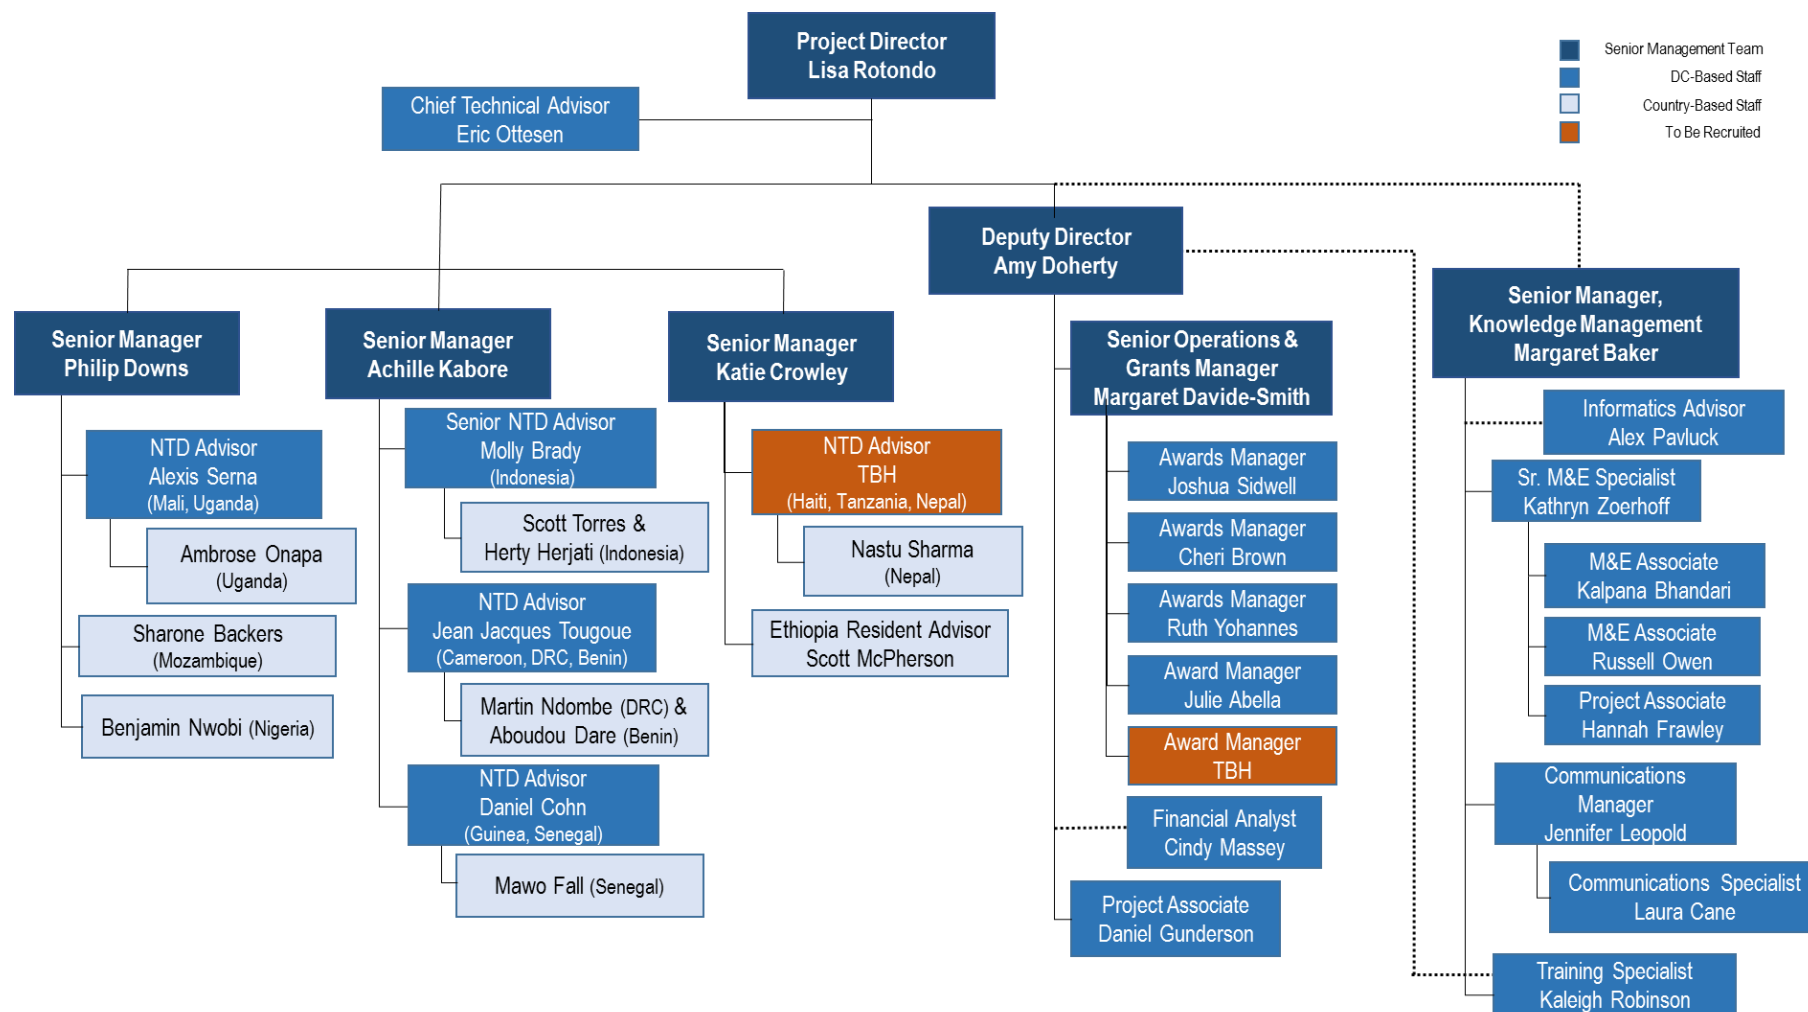 Project Director
Lisa Rotondo
Senior Management Team
DC-Based Staff
Country-Based Staff
To Be Recruited
Chief Technical Advisor
Eric Ottesen
Deputy Director
Amy Doherty
Senior Manager
Philip Downs
NTD Advisor
Alexis Serna
(Mali, Uganda)
Ambrose Onapa
(Uganda)
Sharone Backers
(Mozambique)
Benjamin Nwobi (Nigeria)
Senior Manager
Achille Kabore
Senior NTD Advisor
Molly Brady
(Indonesia)
Scott Torres &
Herty Herjati (Indonesia)
NTD Advisor
Jean Jacques Tougoue
(Cameroon, DRC, Benin)
Martin Ndombe (DRC) &
Aboudou Dare (Benin)
NTD Advisor
Daniel Cohn
(Guinea, Senegal)
Mawo Fall (Senegal)
Senior Manager
Katie Crowley
NTD Advisor
TBH
(Haiti, Tanzania, Nepal)
Nastu Sharma
(Nepal)
Ethiopia Resident Advisor
Scott McPherson
Senior Operations &
Grants Manager
Margaret Davide-Smith
Awards Manager
Joshua Sidwell
Awards Manager
Cheri Brown
Awards Manager
Ruth Yohannes
Award Manager
Julie Abella
Award Manager
TBH
Financial Analyst
Cindy Massey
Project Associate
Daniel Gunderson
Senior Manager,
Knowledge Management
Margaret Baker
Informatics Advisor
Alex Pavluck
Sr. M&E Specialist
Kathryn Zoerhoff
M&E Associate
Kalpana Bhandari
M&E Associate
Russell Owen
Project Associate
Hannah Frawley
Communications
Manager
Jennifer Leopold
Communications Specialist
Laura Cane
Training Specialist
Kaleigh Robinson